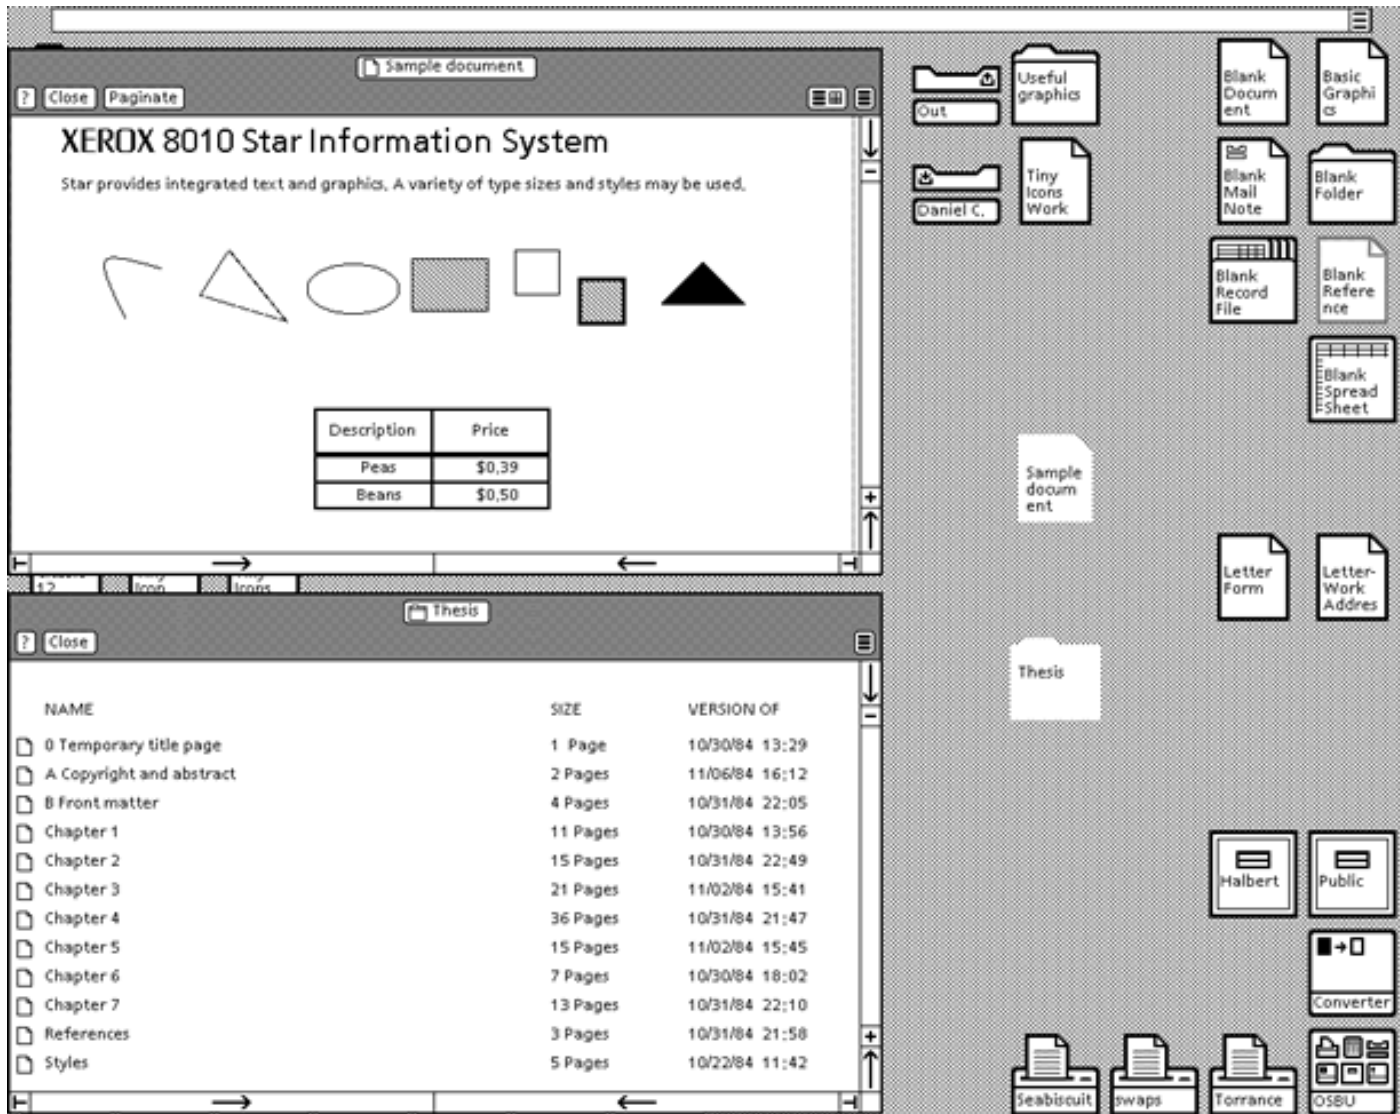 Sample document
? Close Paginate
XEROX 8010 Star Information System
Star provides integrated text and graphics. A variety of type sizes and styles may be used.
Description Price
Peas $0.39
Beans $0.50
12 Icon Icons
Thesis
? Close
NAME SIZE VERSION OF
0 Temporary title page 1 Page 10/30/84 13:29
A Copyright and abstract 2 Pages 11/06/84 16:12
B Front matter 4 Pages 10/31/84 22:05
Chapter 1 11 Pages 10/30/84 13:56
Chapter 2 15 Pages 10/31/84 22:49
Chapter 3 21 Pages 11/02/84 15:41
Chapter 4 36 Pages 10/31/84 21:47
Chapter 5 15 Pages 11/02/84 15:45
Chapter 6 7 Pages 10/30/84 18:02
Chapter 7 13 Pages 10/31/84 22:10
References 3 Pages 10/31/84 21:58
Styles 5 Pages 10/22/84 11:42
Out
Useful
graphics
Blank
Docum
ent
Basic
Graphi
cs
Daniel C.
Tiny
Icons
Work
Blank
Mail
Note
Blank
Folder
Blank
Record
File
Blank
Refere
nce
Blank
Spread
Sheet
Sample
docum
ent
Letter
Form
Letter-
Work
Addres
Thesis
Halbert
Public
Converter
Seabiscuit
swaps
Torrance
OSBU